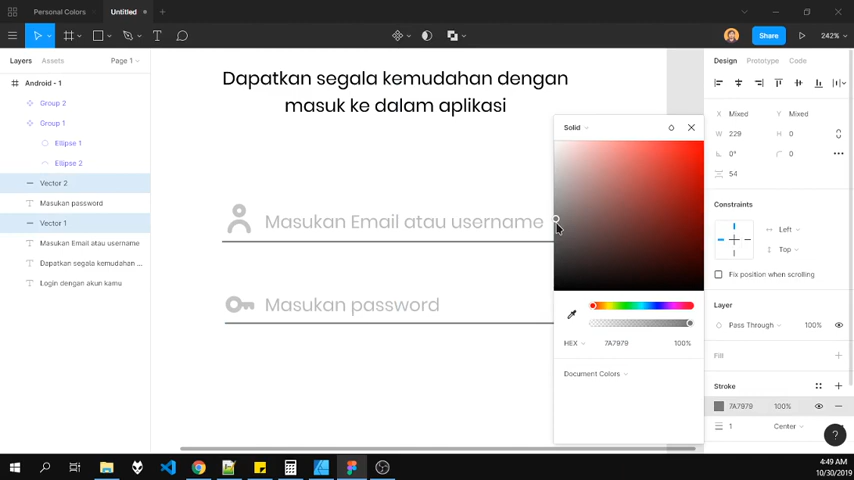 Personal Colors
Untitled
Share
242%
Layers
Assets
Page 1
Design
Prototype
Code
Android - 1
Group 2
Group 1
Ellipse 1
Ellipse 2
Vector 2
Masukan password
Vector 1
Masukan Email atau username
Dapatkan segala kemudahan ...
Login dengan akun kamu
Dapatkan segala kemudahan dengan
masuk ke dalam aplikasi
Masukan Email atau username
Masukan password
Solid
HEX
7A7979
100%
Document Colors
X
Mixed
Y
Mixed
W
229
H
0
0°
0
54
Constraints
Left
Top
Fix position when scrolling
Layer
Pass Through
100%
Fill
Stroke
7A7979
100%
1
Center
?
4:49 AM
10/30/2019